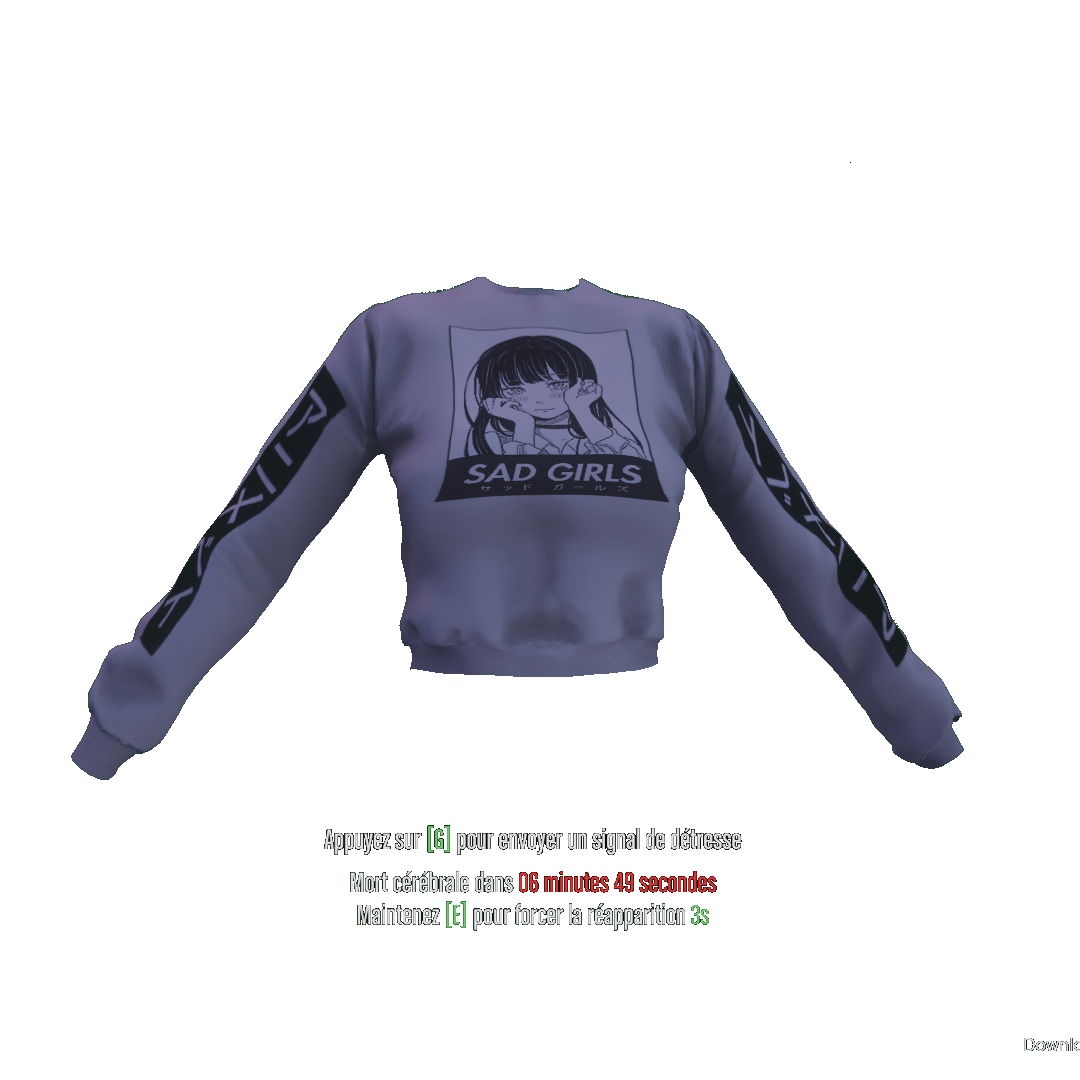 SAD GIRLS
サッド ガールズ
Appuyez sur [G] pour envoyer un signal de détresse
Mort cérébrale dans 06 minutes 49 secondes
Maintenez [E] pour forcer la réapparition 3s